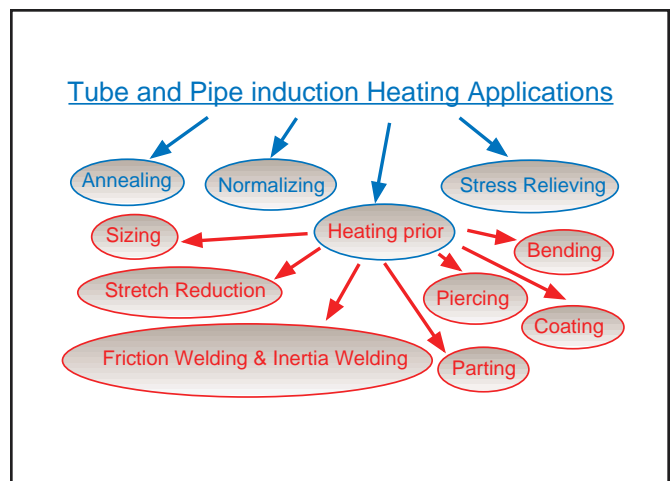 Tube and Pipe induction Heating Applications
Annealing
Normalizing
Stress Relieving
Sizing
Heating prior
Bending
Stretch Reduction
Piercing
Coating
Friction Welding & Inertia Welding
Parting